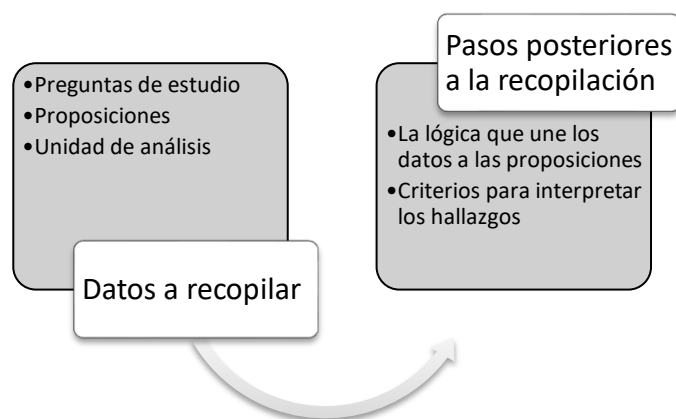 •Preguntas de estudio
•Proposiciones
•Unidad de análisis
Datos a recopilar
Pasos posteriores
a la recopilación
•La lógica que une los
datos a las proposiciones
•Criterios para interpretar
los hallazgos